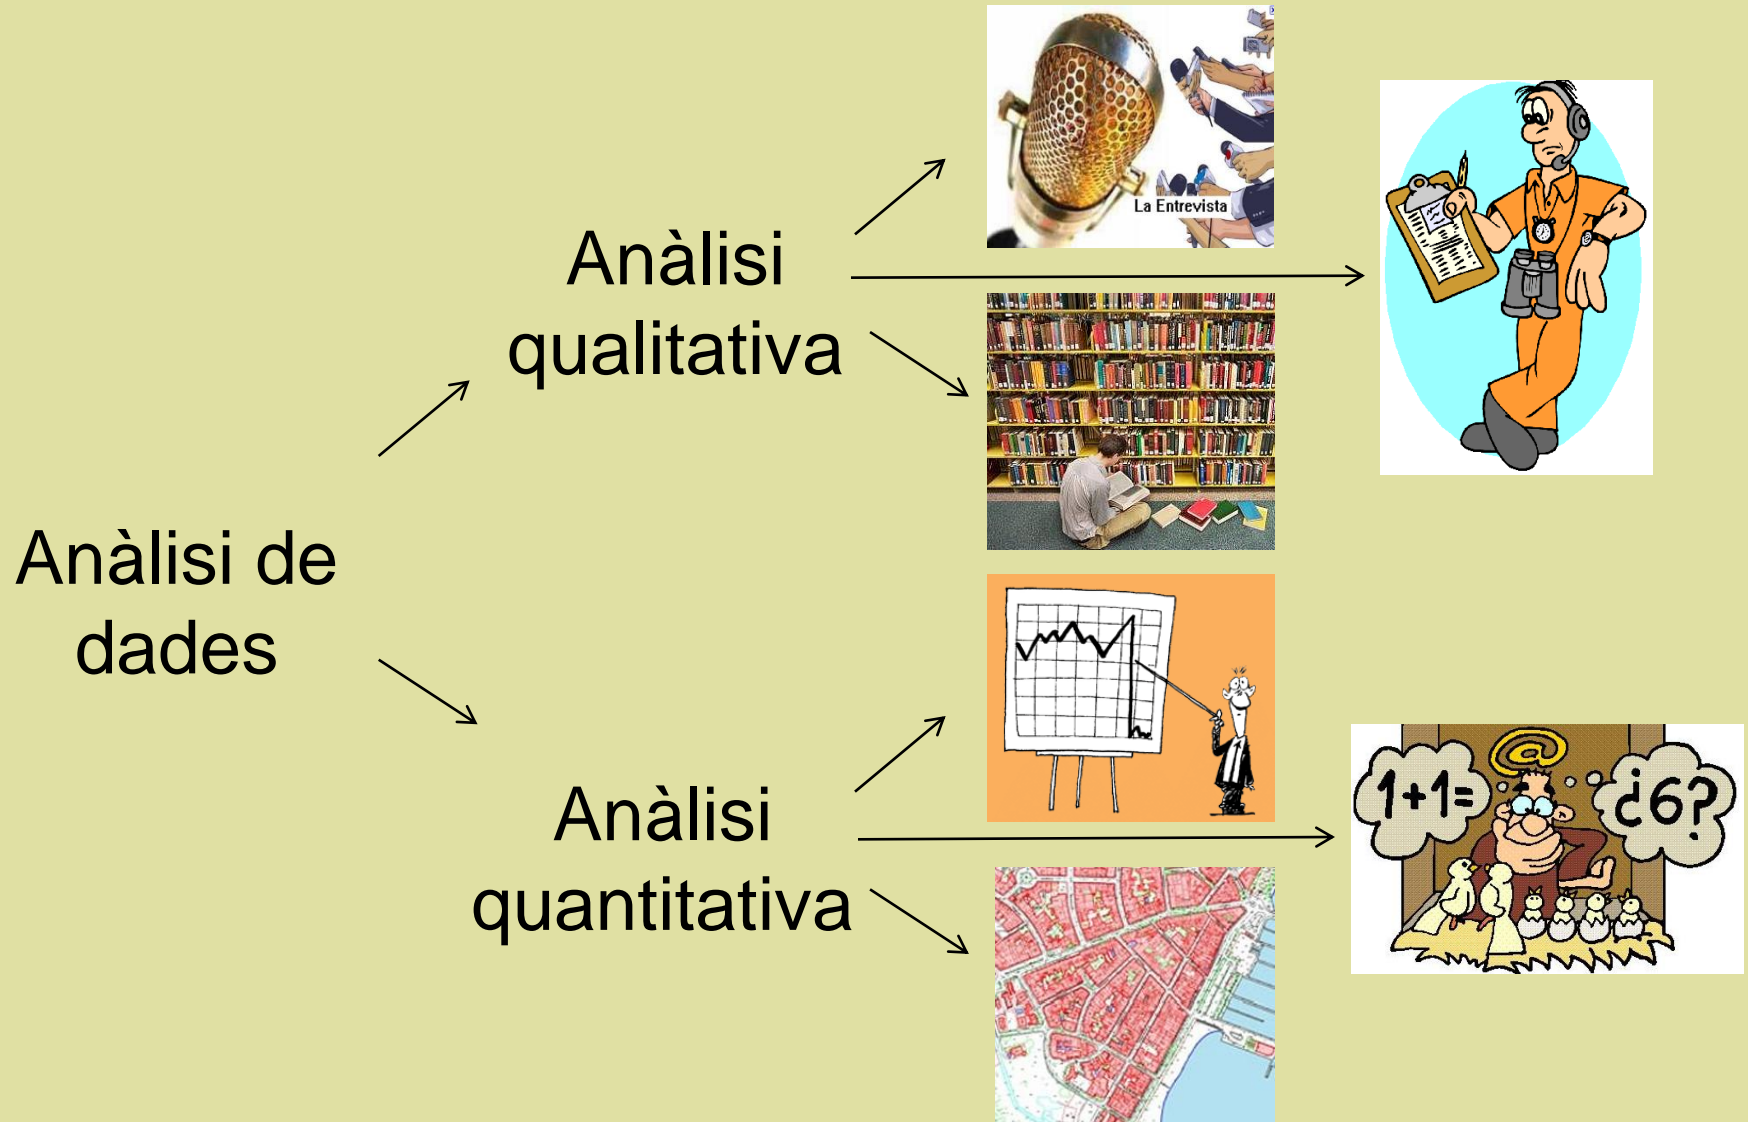 Anàlisi de
dades
Anàlisi
qualitativa
Anàlisi
quantitativa
La Entrevista
1+1=
@
¿6?